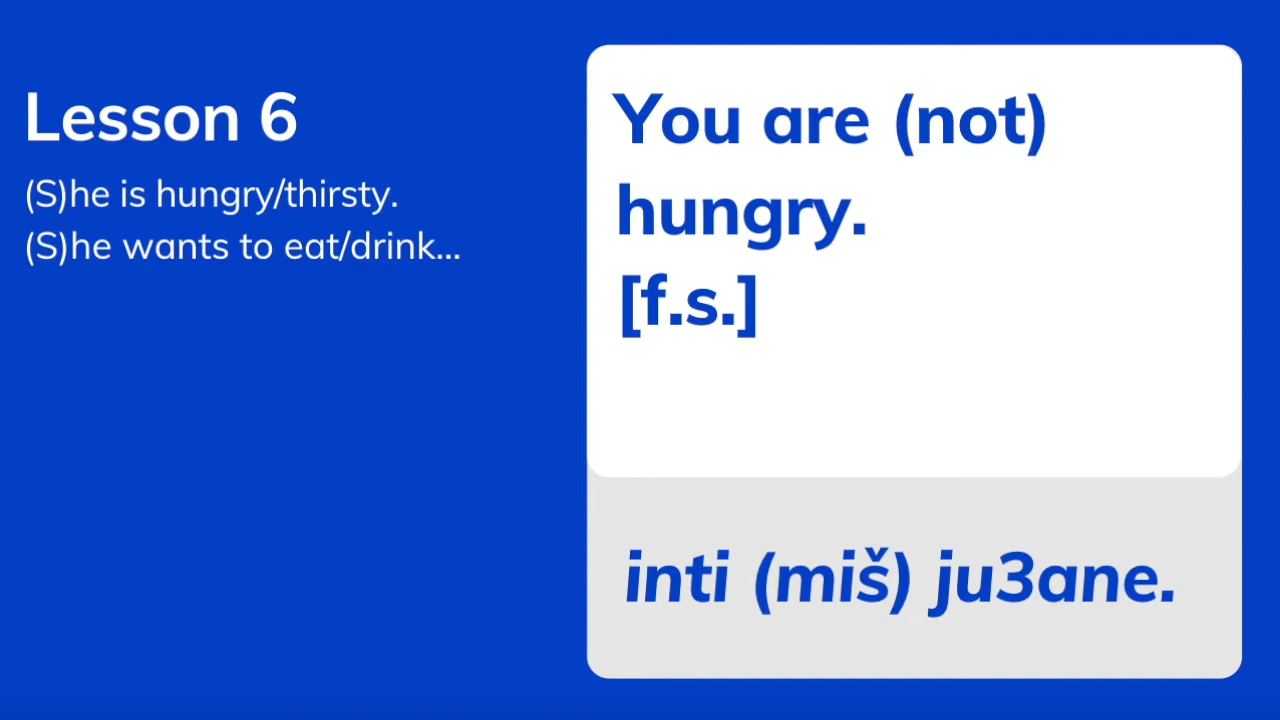 Lesson 6
(S)he is hungry/thirsty.
(S)he wants to eat/drink...
You are (not)
hungry.
[f.s.]
inti (miš) ju3ane.